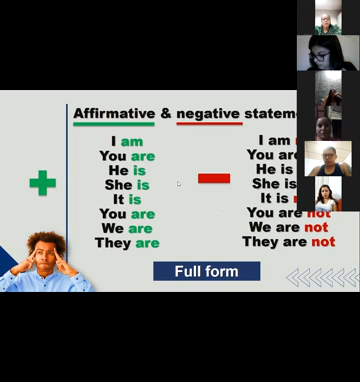 Affirmative & negative
I am
You are
He is
She is
It is
You are
We are
They are
I am
You are
He is
She is
It is
You are not
We are not
They are not
Full form